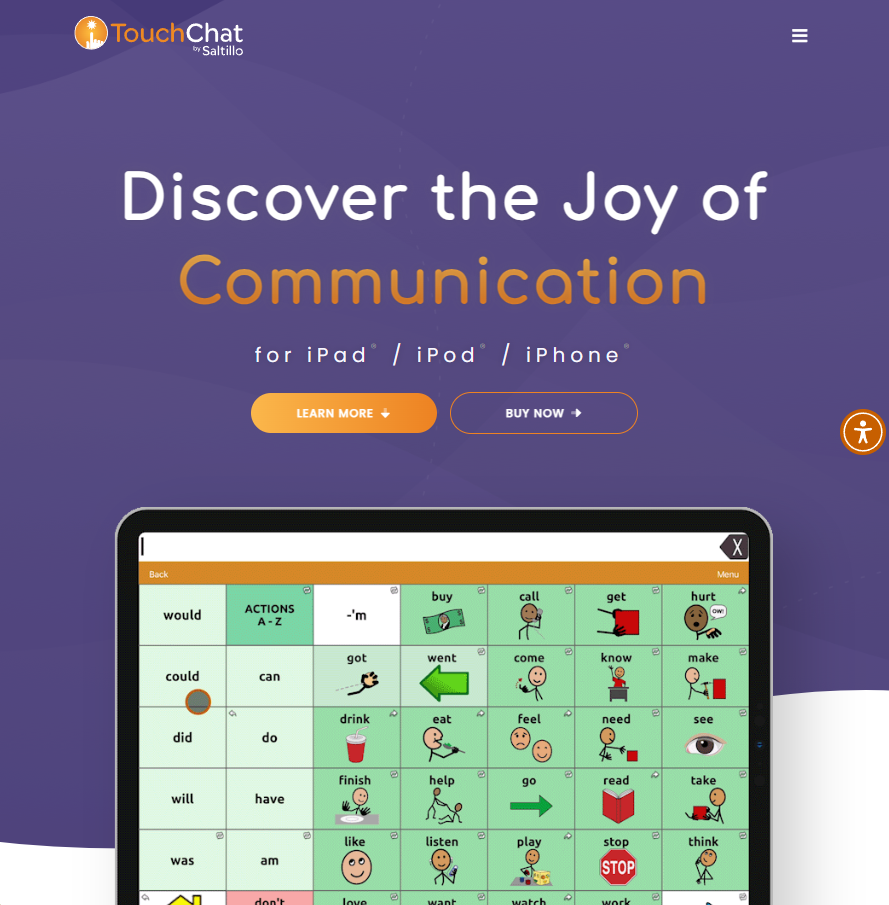 TouchChat
by Saltillo
Discover the Joy of
Communication
for iPad® / iPod® / iPhone®
LEARN MORE
BUY NOW
X
Back
Menu
would
ACTIONS
A - Z
-'m
buy
call
get
hurt
OW!
could
can
got
went
come
know
make
did
do
drink
eat
feel
need
see
will
have
finish
help
go
read
take
was
am
like
listen
play
stop
STOP
think
don't
love
want
watch
work